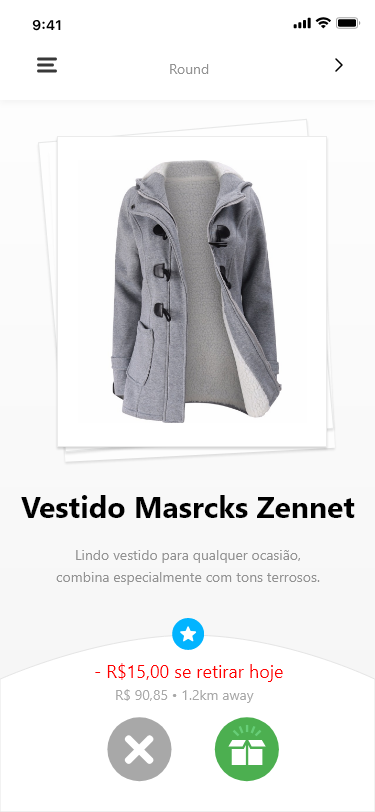 9:41
Round
Vestido Masrcks Zennet
Lindo vestido para qualquer ocasião,
combina especialmente com tons terrosos.
- R$15,00 se retirar hoje
R$ 90,85 • 1.2km away